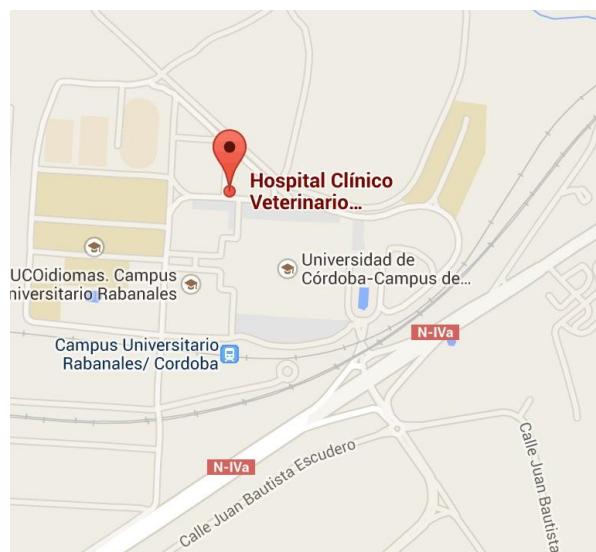 Hospital Clínico
Veterinario...
Universidad de
Córdoba-Campus de...
UCOidiomas. Campus
niversitario Rabanales
N-IVa
Campus Universitario
Rabanales/ Cordoba
N-IVa
Calle Juan Bautista Escudero
Calle Juan Bautista